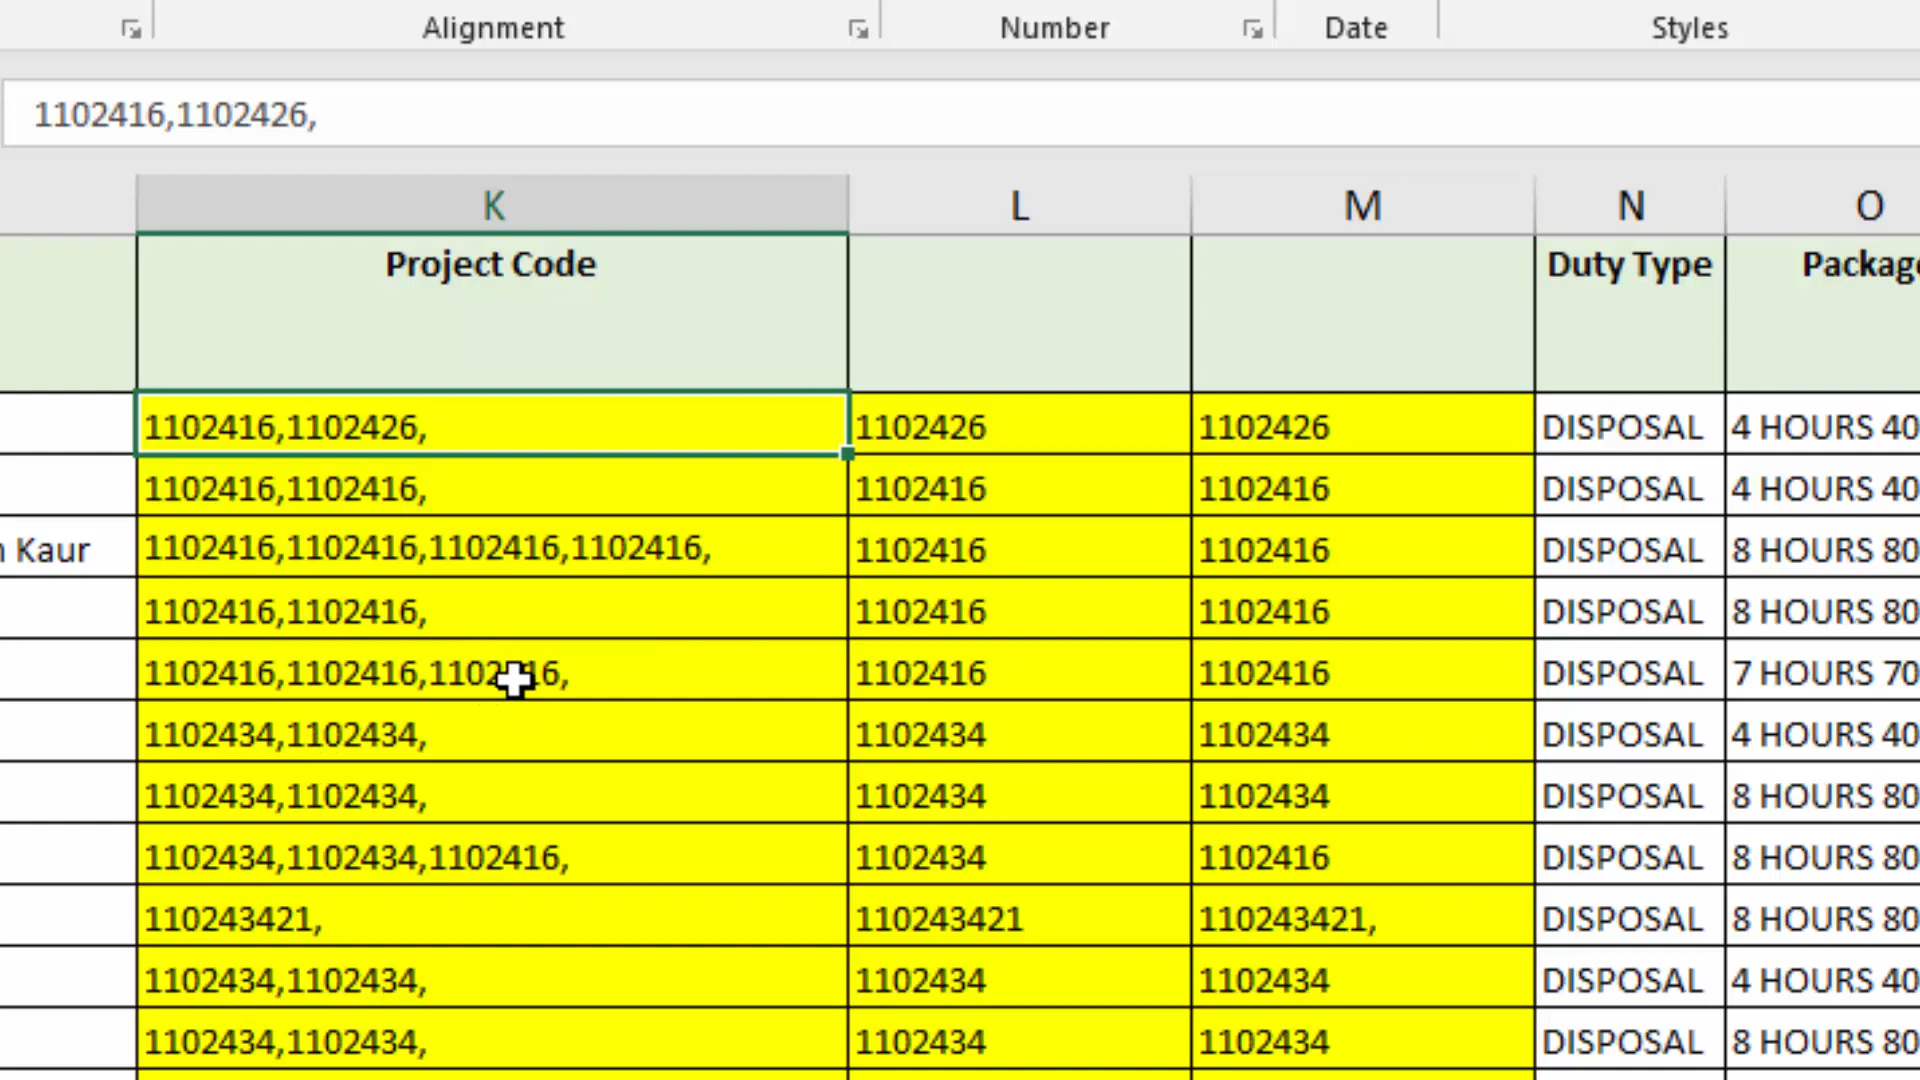 Alignment Number Date Styles
1102416,1102426,
K L M N O
Project Code Duty Type
1102416,1102426, 1102426 1102426 DISPOSAL 4 HOURS 40
1102416,1102416, 1102416 1102416 DISPOSAL 4 HOURS 40
Kaur 1102416,1102416,1102416,1102416, 1102416 1102416 DISPOSAL 8 HOURS 80
1102416,1102416, 1102416 1102416 DISPOSAL 8 HOURS 80
1102416,1102416, 1102416 1102416 DISPOSAL 7 HOURS 70
1102434,1102434, 1102434 1102434 DISPOSAL 4 HOURS 40
1102434,1102434, 1102434 1102434 DISPOSAL 8 HOURS 80
1102434,1102434,1102416, 1102434 1102416 DISPOSAL 8 HOURS 80
110243421, 110243421 110243421, DISPOSAL 8 HOURS 80
1102434,1102434, 1102434 1102434 DISPOSAL 4 HOURS 40
1102434,1102434, 1102434 1102434 DISPOSAL 8 HOURS 80